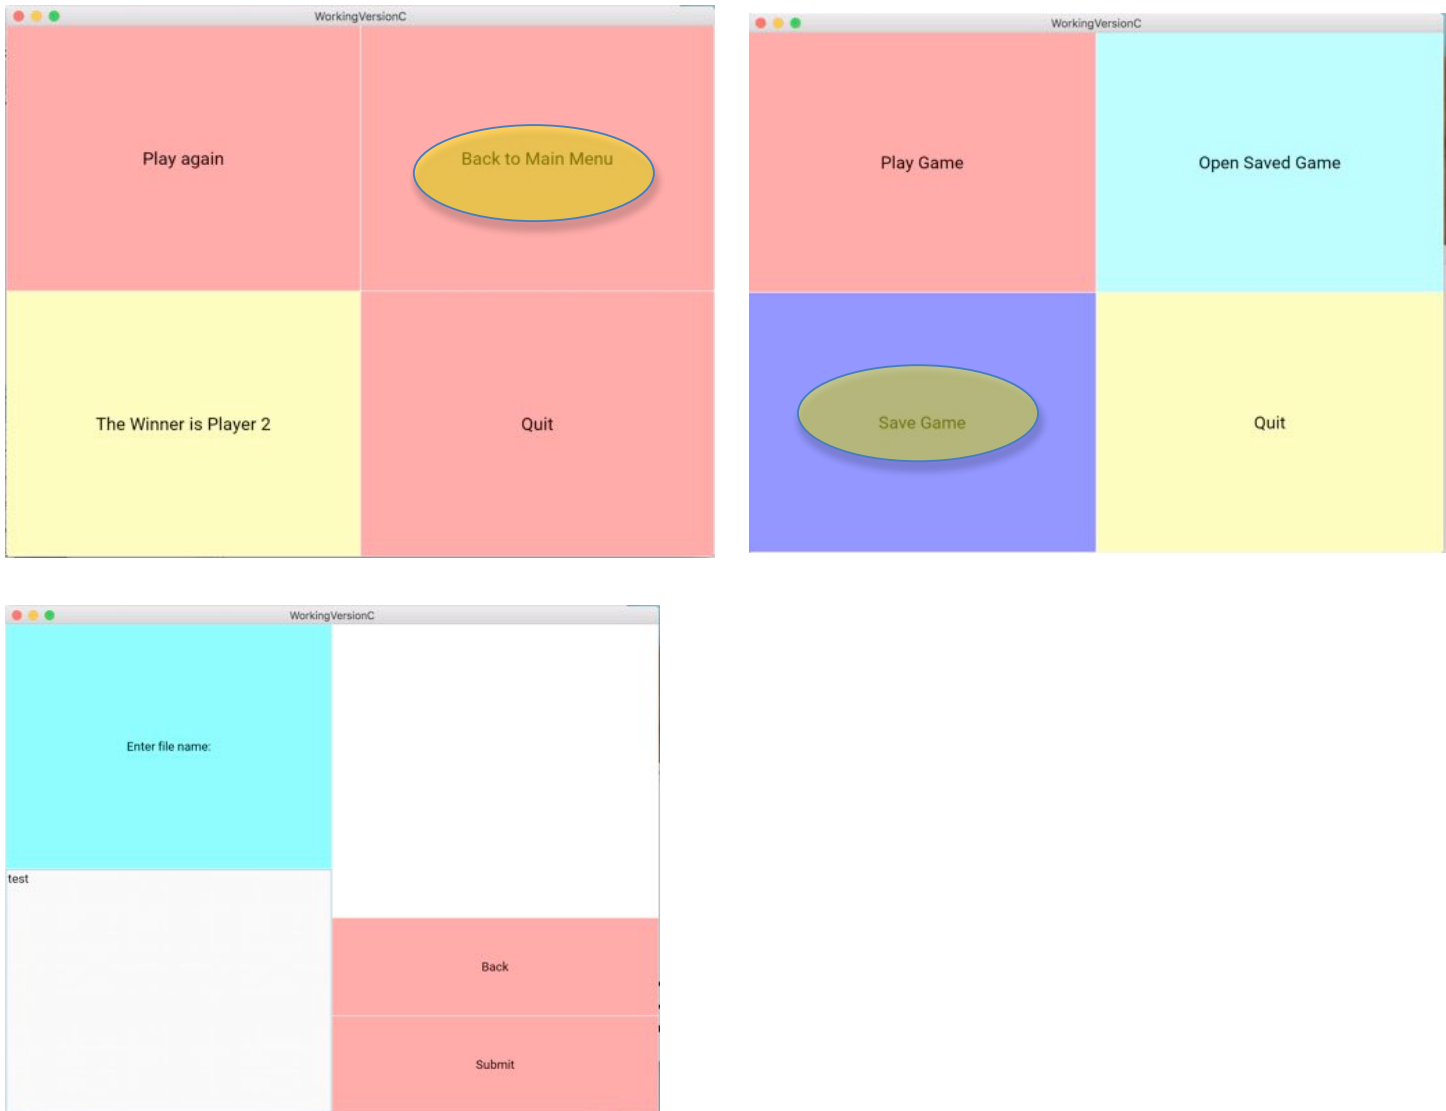 WorkingVersionC
Play again
Back to Main Menu
The Winner is Player 2
Quit
WorkingVersionC
Play Game
Open Saved Game
Save Game
Quit
WorkingVersionC
Enter file name:
test
Back
Submit